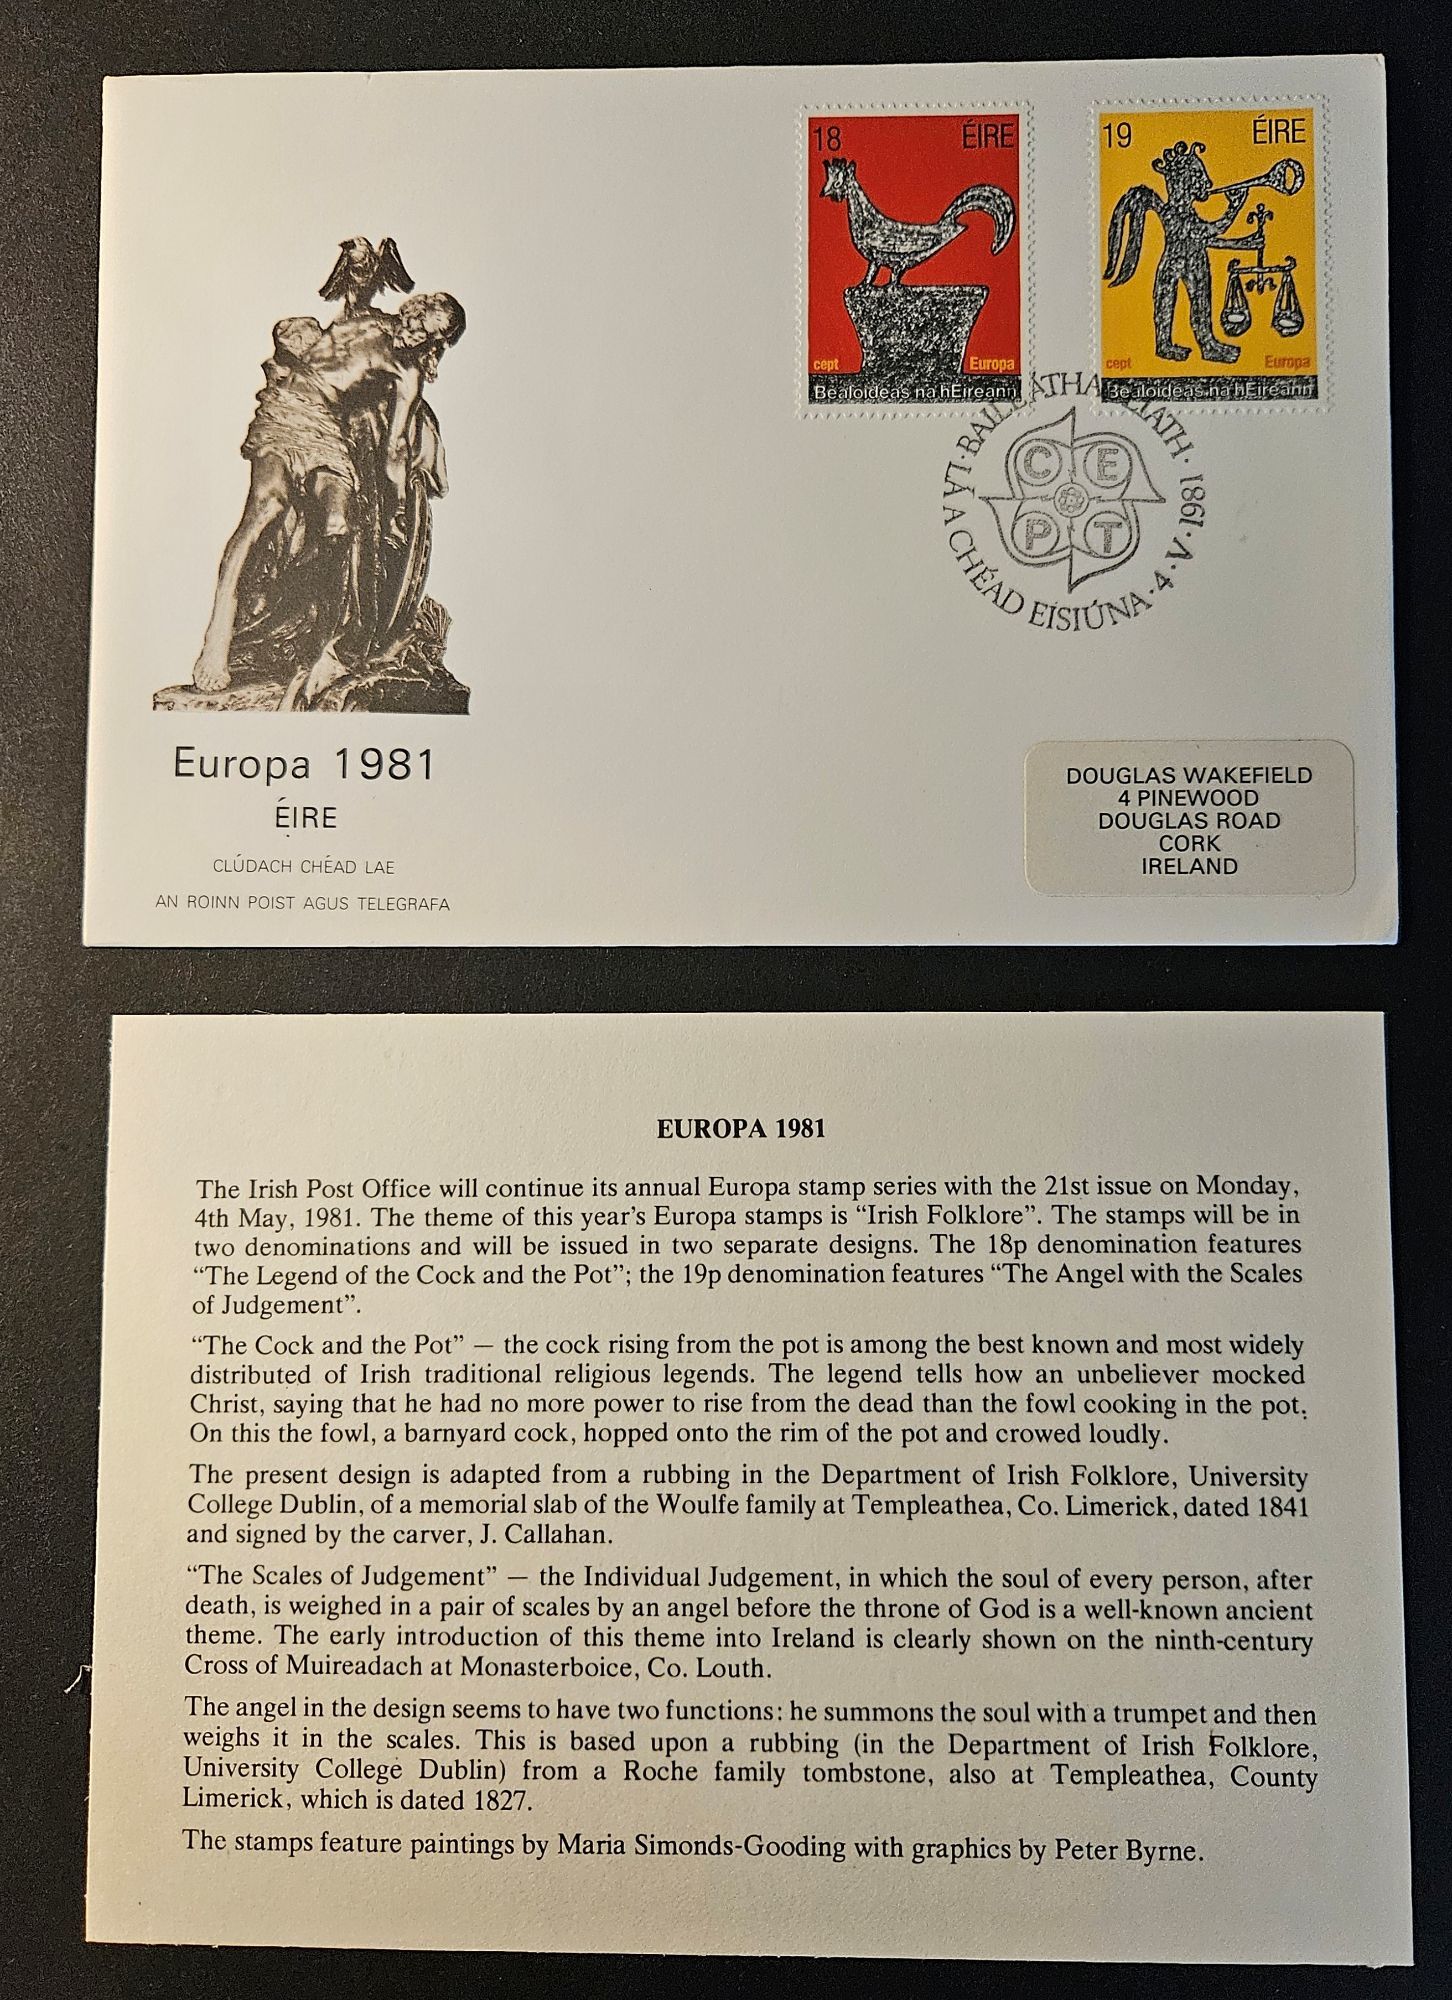 18 ÉIRE
cept Europa
Béaloideas na hÉireann
19 ÉIRE
cept Europa
Béaloideas na hÉireann
LÁ A CHÉAD EISIÚNA · 4 · V · 1981
· BAILE ÁTHA CLIATH ·
C E
P T
Europa 1981
ÉIRE
CLÚDACH CHÉAD LAE
AN ROINN POIST AGUS TELEGRAFA
DOUGLAS WAKEFIELD
4 PINEWOOD
DOUGLAS ROAD
CORK
IRELAND
EUROPA 1981
The Irish Post Office will continue its annual Europa stamp series with the 21st issue on Monday,
4th May, 1981. The theme of this year's Europa stamps is “Irish Folklore”. The stamps will be in
two denominations and will be issued in two separate designs. The 18p denomination features
“The Legend of the Cock and the Pot”; the 19p denomination features “The Angel with the Scales
of Judgement”.
“The Cock and the Pot” — the cock rising from the pot is among the best known and most widely
distributed of Irish traditional religious legends. The legend tells how an unbeliever mocked
Christ, saying that he had no more power to rise from the dead than the fowl cooking in the pot.
On this the fowl, a barnyard cock, hopped onto the rim of the pot and crowed loudly.
The present design is adapted from a rubbing in the Department of Irish Folklore, University
College Dublin, of a memorial slab of the Woulfe family at Templeathea, Co. Limerick, dated 1841
and signed by the carver, J. Callahan.
“The Scales of Judgement” — the Individual Judgement, in which the soul of every person, after
death, is weighed in a pair of scales by an angel before the throne of God is a well-known ancient
theme. The early introduction of this theme into Ireland is clearly shown on the ninth-century
Cross of Muireadach at Monasterboice, Co. Louth.
The angel in the design seems to have two functions: he summons the soul with a trumpet and then
weighs it in the scales. This is based upon a rubbing (in the Department of Irish Folklore,
University College Dublin) from a Roche family tombstone, also at Templeathea, County
Limerick, which is dated 1827.
The stamps feature paintings by Maria Simonds-Gooding with graphics by Peter Byrne.